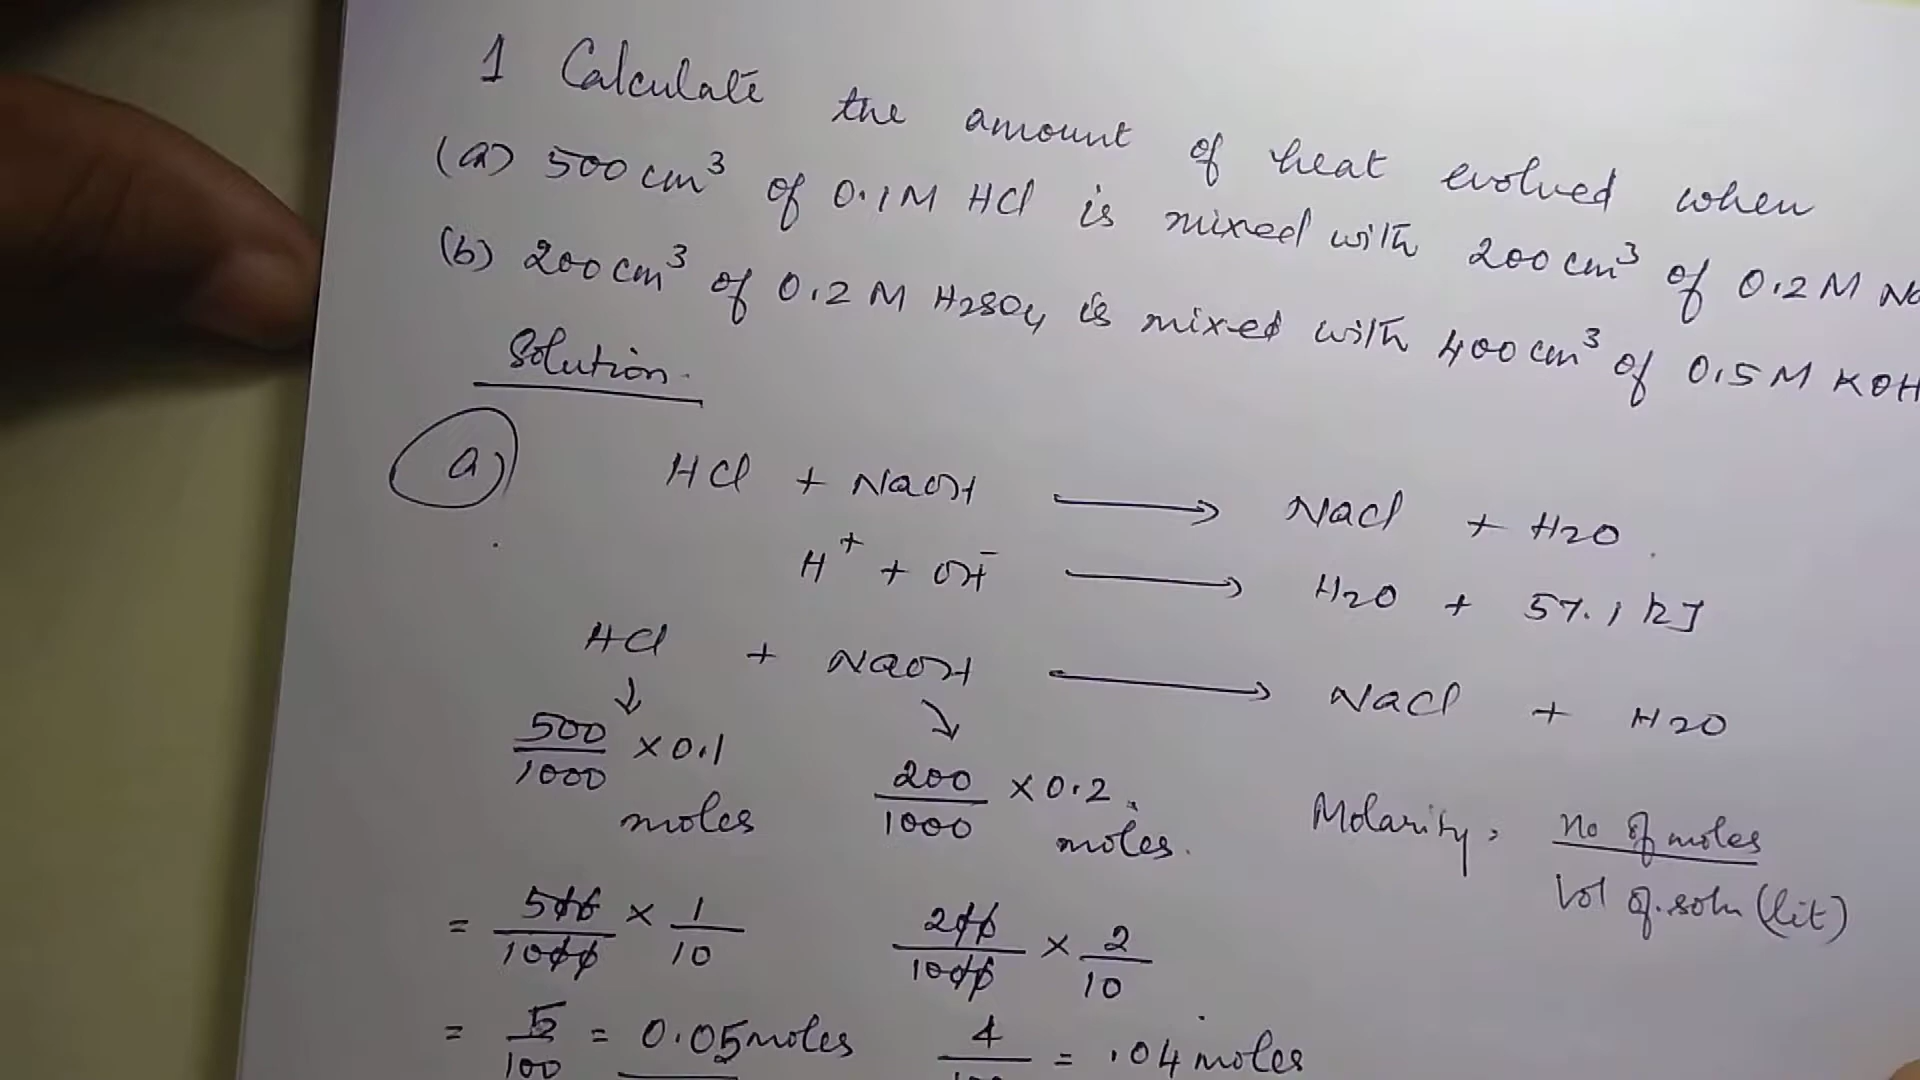 1 Calculate the amount of heat evolved when
(a) 500 cm³ of 0.1M HCl is mixed with 200 cm³ of 0.2 M Na
(b) 200 cm³ of 0.2 M H2SO4 is mixed with 400 cm³ of 0.5 M KOH
Solution.
a) HCl + NaOH ⟶ NaCl + H2O.
H⁺ + OH⁻ ⟶ H2O + 57.1 kJ
HCl + NaOH ⟶ NaCl + H2O
↓ ↘
500/1000 × 0.1 moles 200/1000 × 0.2 moles. Molarity = no of moles / Vol of soln (lit)
= 500/1000 × 1/10 200/1000 × 2/10
= 5/100 = 0.05 moles 4/100 = .04 moles